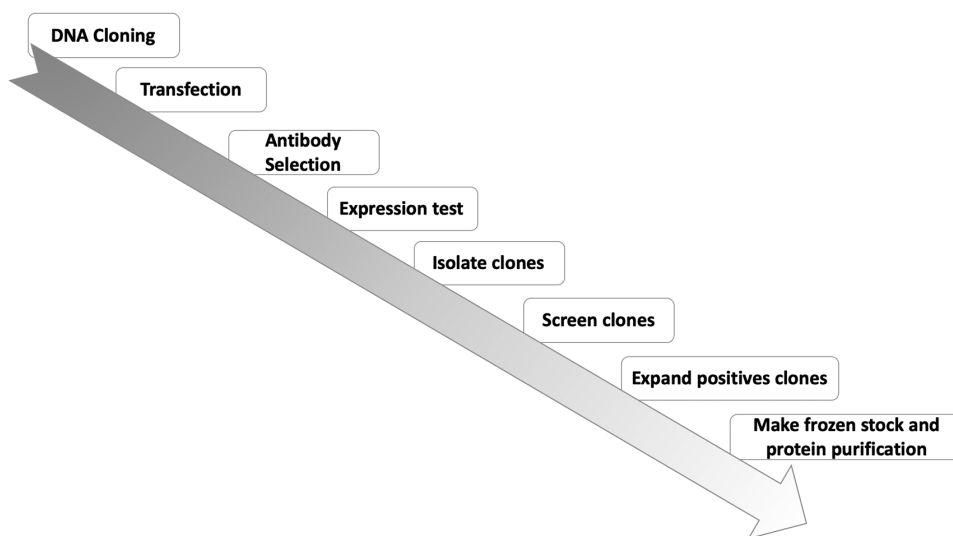 DNA Cloning
Transfection
Antibody
Selection
Expression test
Isolate clones
Screen clones
Expand positives clones
Make frozen stock and
protein purification